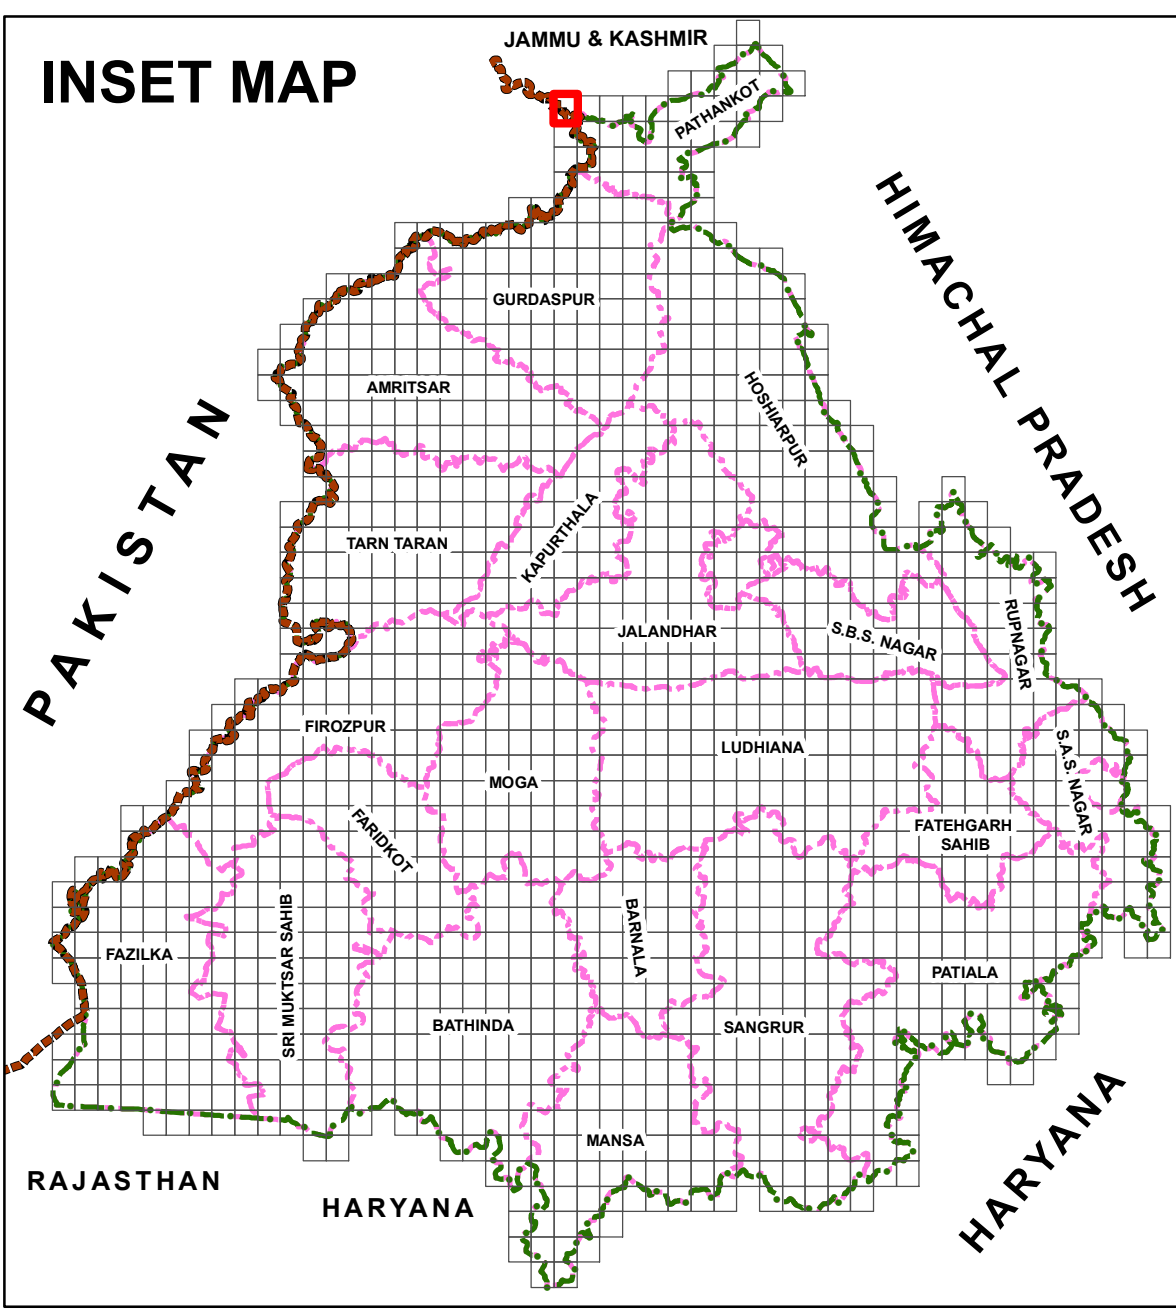 JAMMU & KASHMIR
INSET MAP
PATHANKOT
HIMACHAL PRADESH
GURDASPUR
AMRITSAR
HOSHIARPUR
PAKISTAN
KAPURTHALA
TARN TARAN
JALANDHAR
S.B.S. NAGAR
RUPNAGAR
FIROZPUR
LUDHIANA
S.A.S. NAGAR
MOGA
FARIDKOT
FATEHGARH
SAHIB
BARNALA
SRI MUKTSAR SAHIB
FAZILKA
PATIALA
BATHINDA
SANGRUR
MANSA
HARYANA
RAJASTHAN
HARYANA